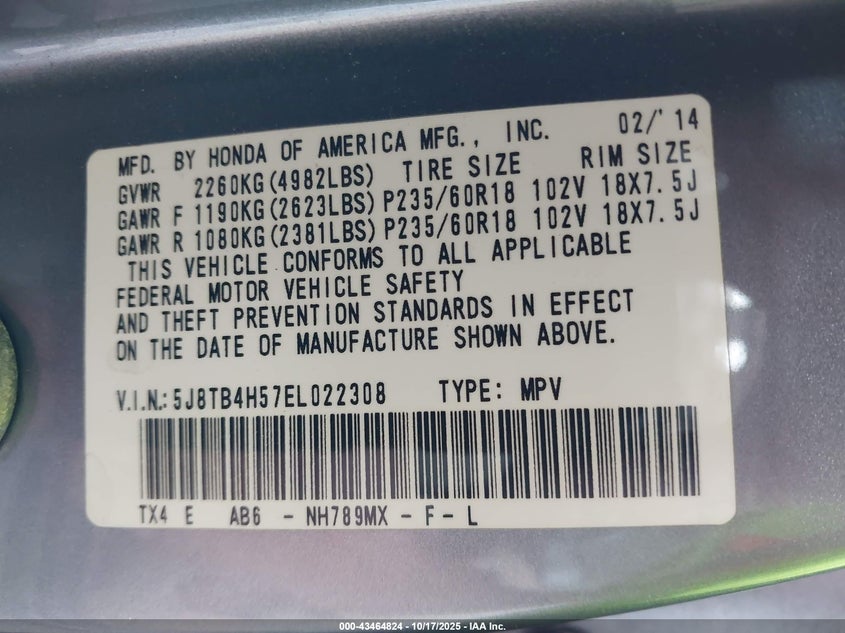 MFD. BY HONDA OF AMERICA MFG., INC. 02/'14
GVWR 2260KG(4982LBS) TIRE SIZE RIM SIZE
GAWR F 1190KG(2623LBS) P235/60R18 102V 18X7.5J
GAWR R 1080KG(2381LBS) P235/60R18 102V 18X7.5J
THIS VEHICLE CONFORMS TO ALL APPLICABLE
FEDERAL MOTOR VEHICLE SAFETY
AND THEFT PREVENTION STANDARDS IN EFFECT
ON THE DATE OF MANUFACTURE SHOWN ABOVE.
V.I.N.: 5J8TB4H57EL022308 TYPE: MPV
TX4 E AB6 - NH789MX - F - L
000-43464824 - 10/17/2025 - IAA Inc.